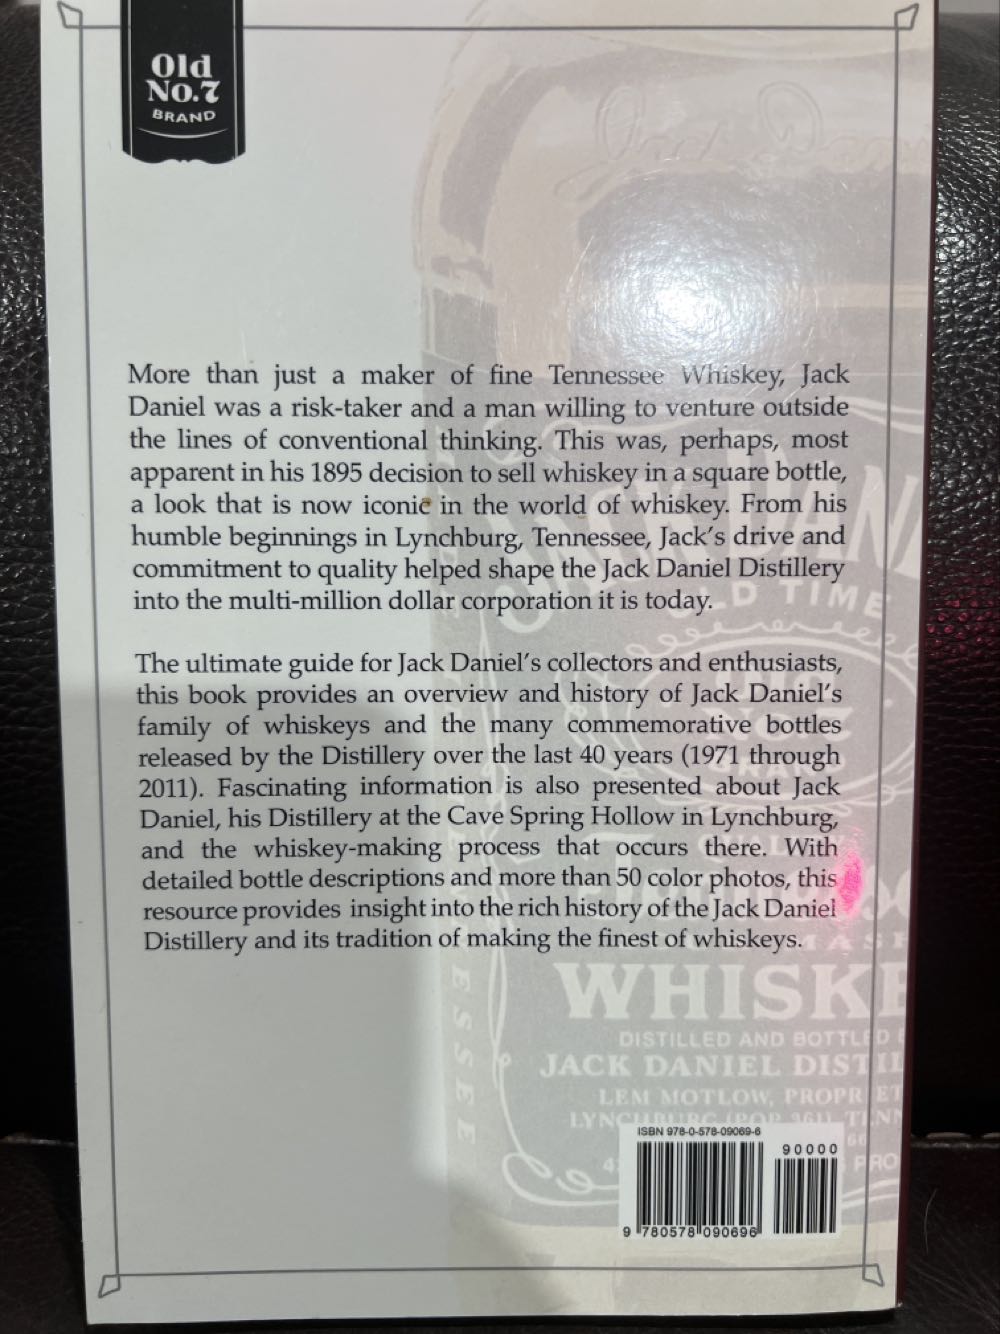 Old
No.7
BRAND
More than just a maker of fine Tennessee Whiskey, Jack
Daniel was a risk-taker and a man willing to venture outside
the lines of conventional thinking. This was, perhaps, most
apparent in his 1895 decision to sell whiskey in a square bottle,
a look that is now iconic in the world of whiskey. From his
humble beginnings in Lynchburg, Tennessee, Jack's drive and
commitment to quality helped shape the Jack Daniel Distillery
into the multi-million dollar corporation it is today.
The ultimate guide for Jack Daniel's collectors and enthusiasts,
this book provides an overview and history of Jack Daniel's
family of whiskeys and the many commemorative bottles
released by the Distillery over the last 40 years (1971 through
2011). Fascinating information is also presented about Jack
Daniel, his Distillery at the Cave Spring Hollow in Lynchburg,
and the whiskey-making process that occurs there. With
detailed bottle descriptions and more than 50 color photos, this
resource provides insight into the rich history of the Jack Daniel
Distillery and its tradition of making the finest of whiskeys.
WHISKE
DISTILLED AND BOTTLED
JACK DANIEL DISTIL
LEM MOTLOW, PROPRIET
LYNCHBURG (POP. 361), TENN
ISBN 978-0-578-09069-6
90000
9 780578 090696